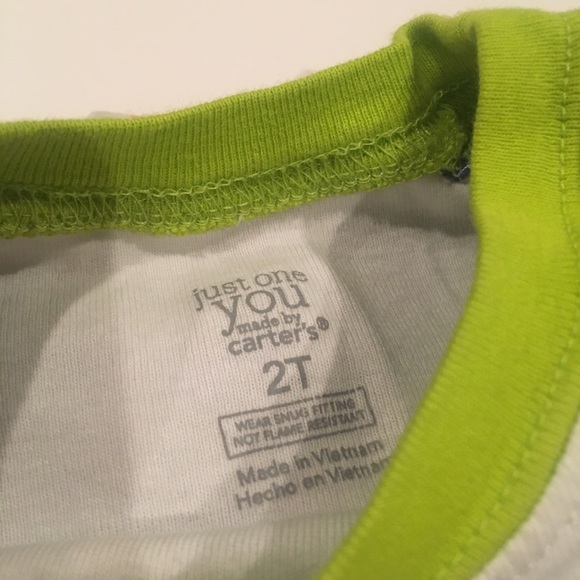 just one
you
made by
carter's®
2T
WEAR SNUG FITTING
NOT FLAME RESISTANT
Made in Vietnam
Hecho en Vietnam